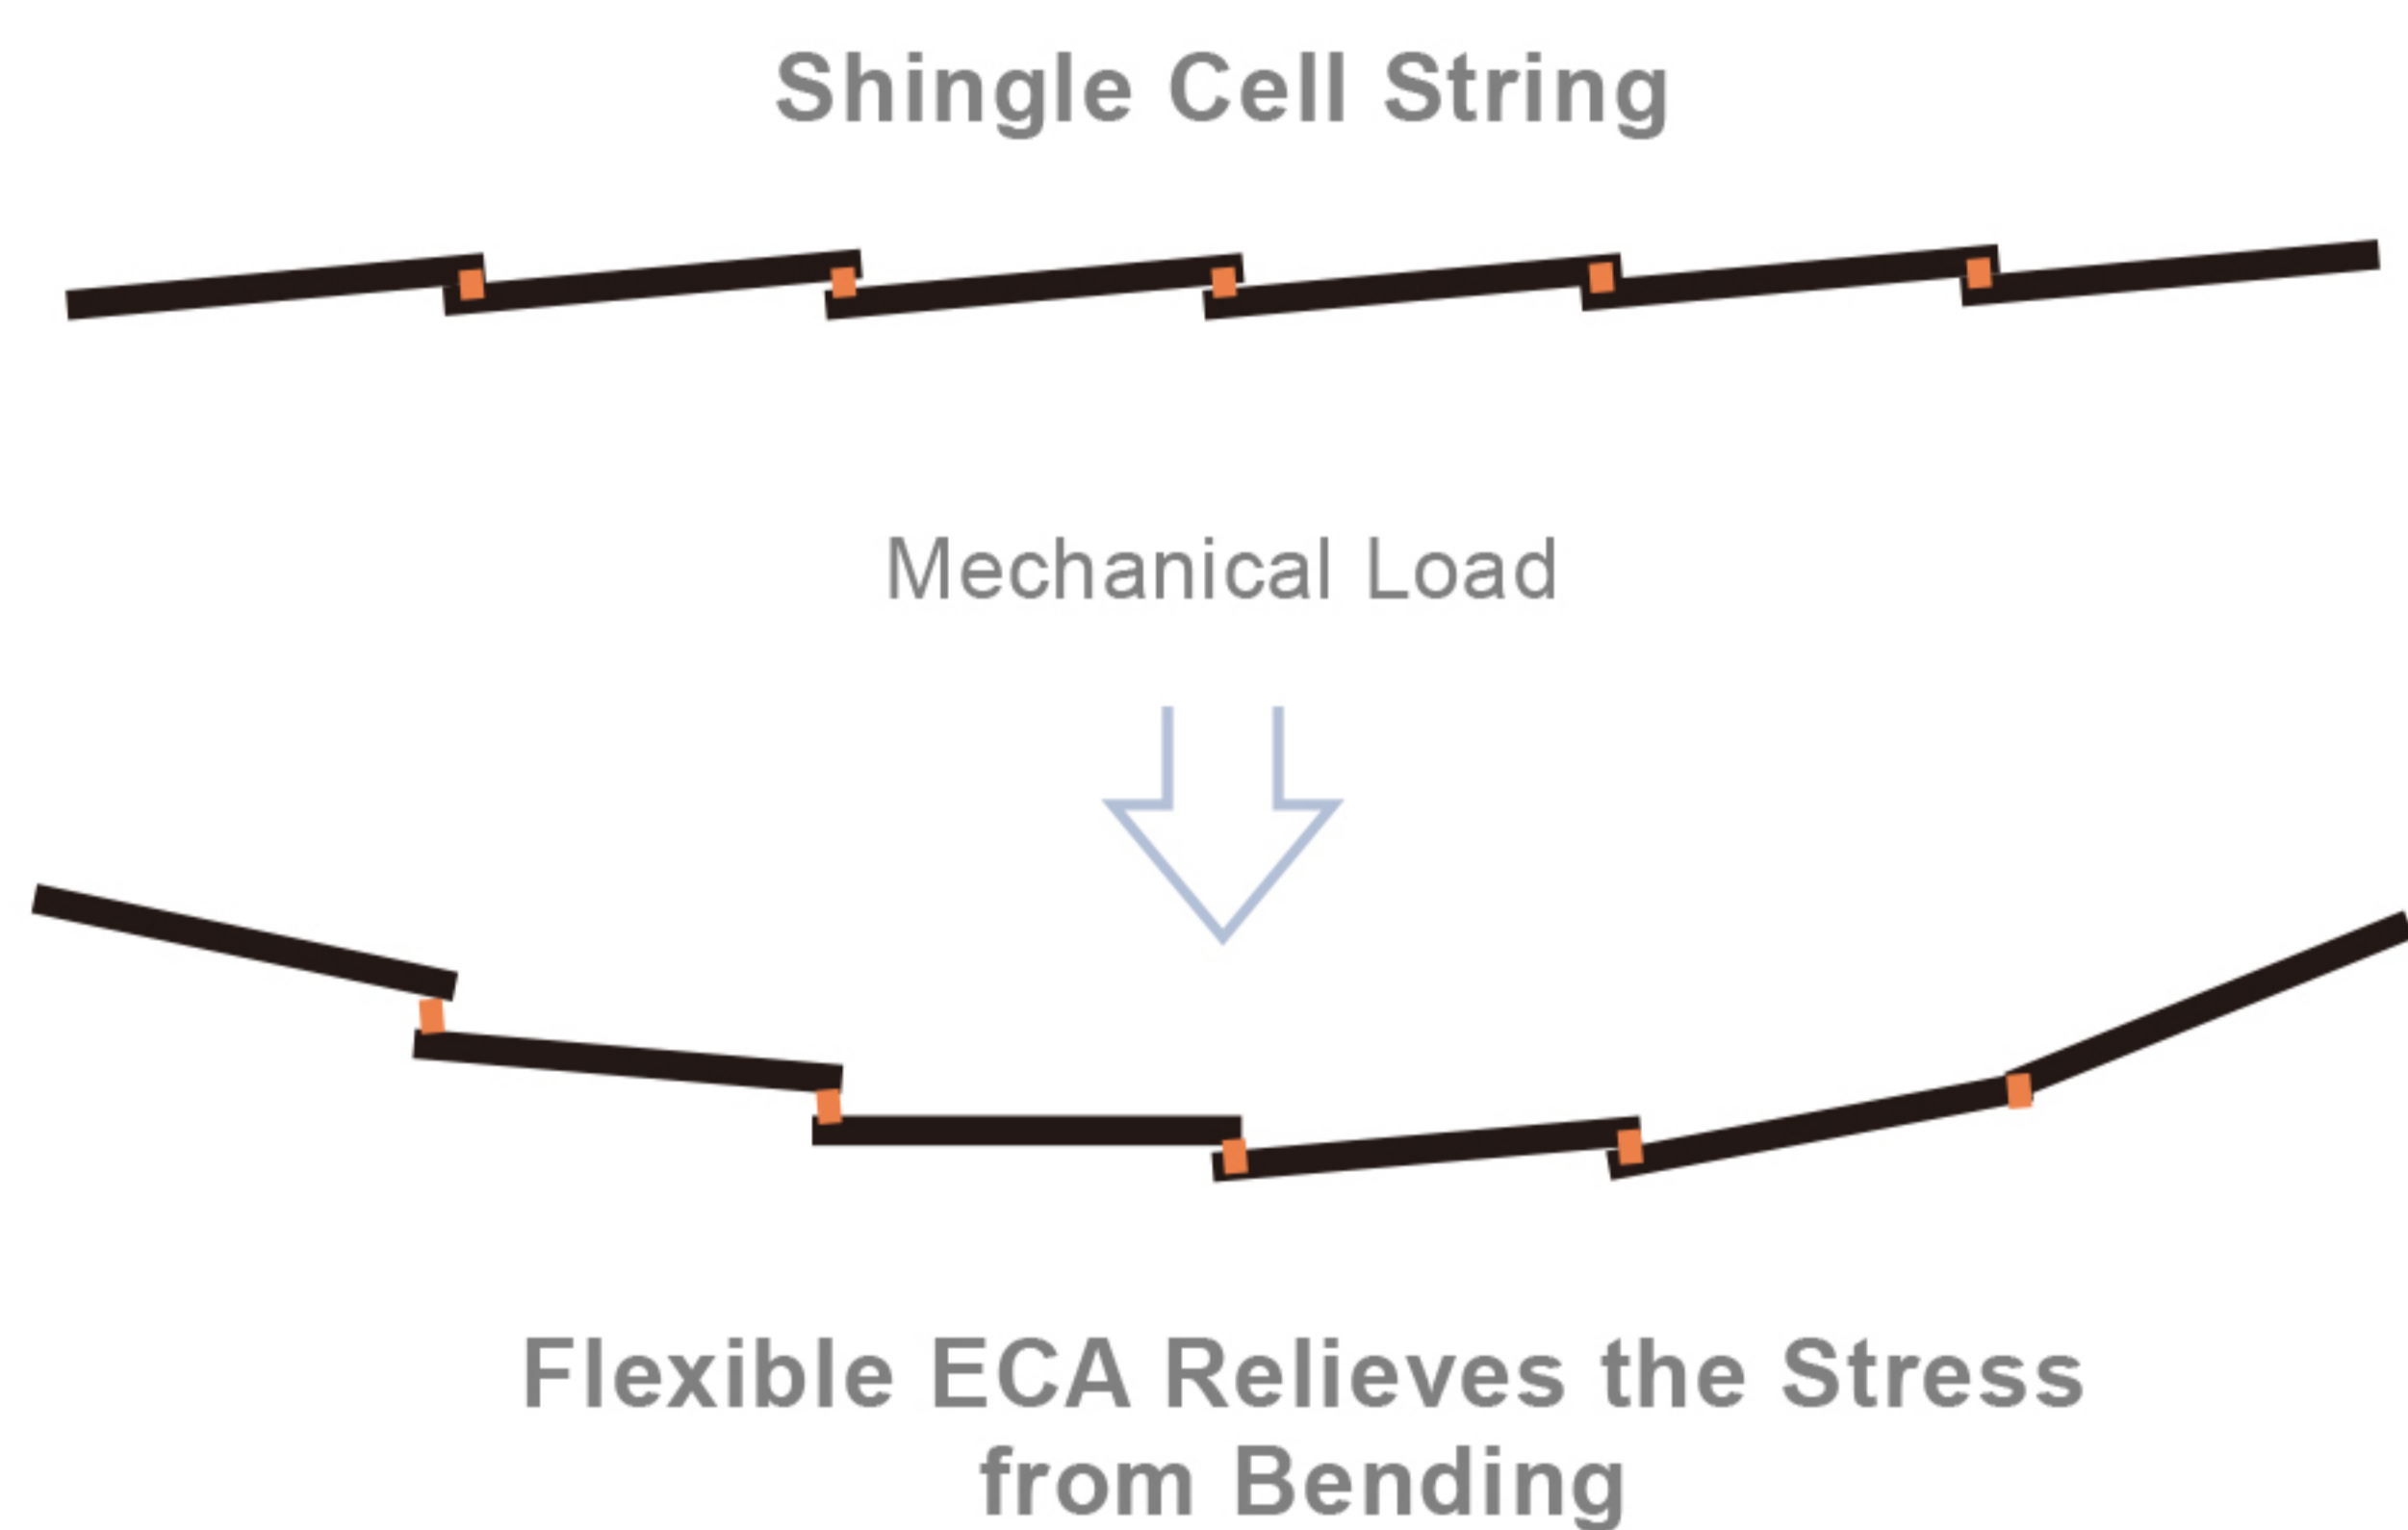 Shingle Cell String
Mechanical Load
Flexible ECA Relieves the Stress
from Bending